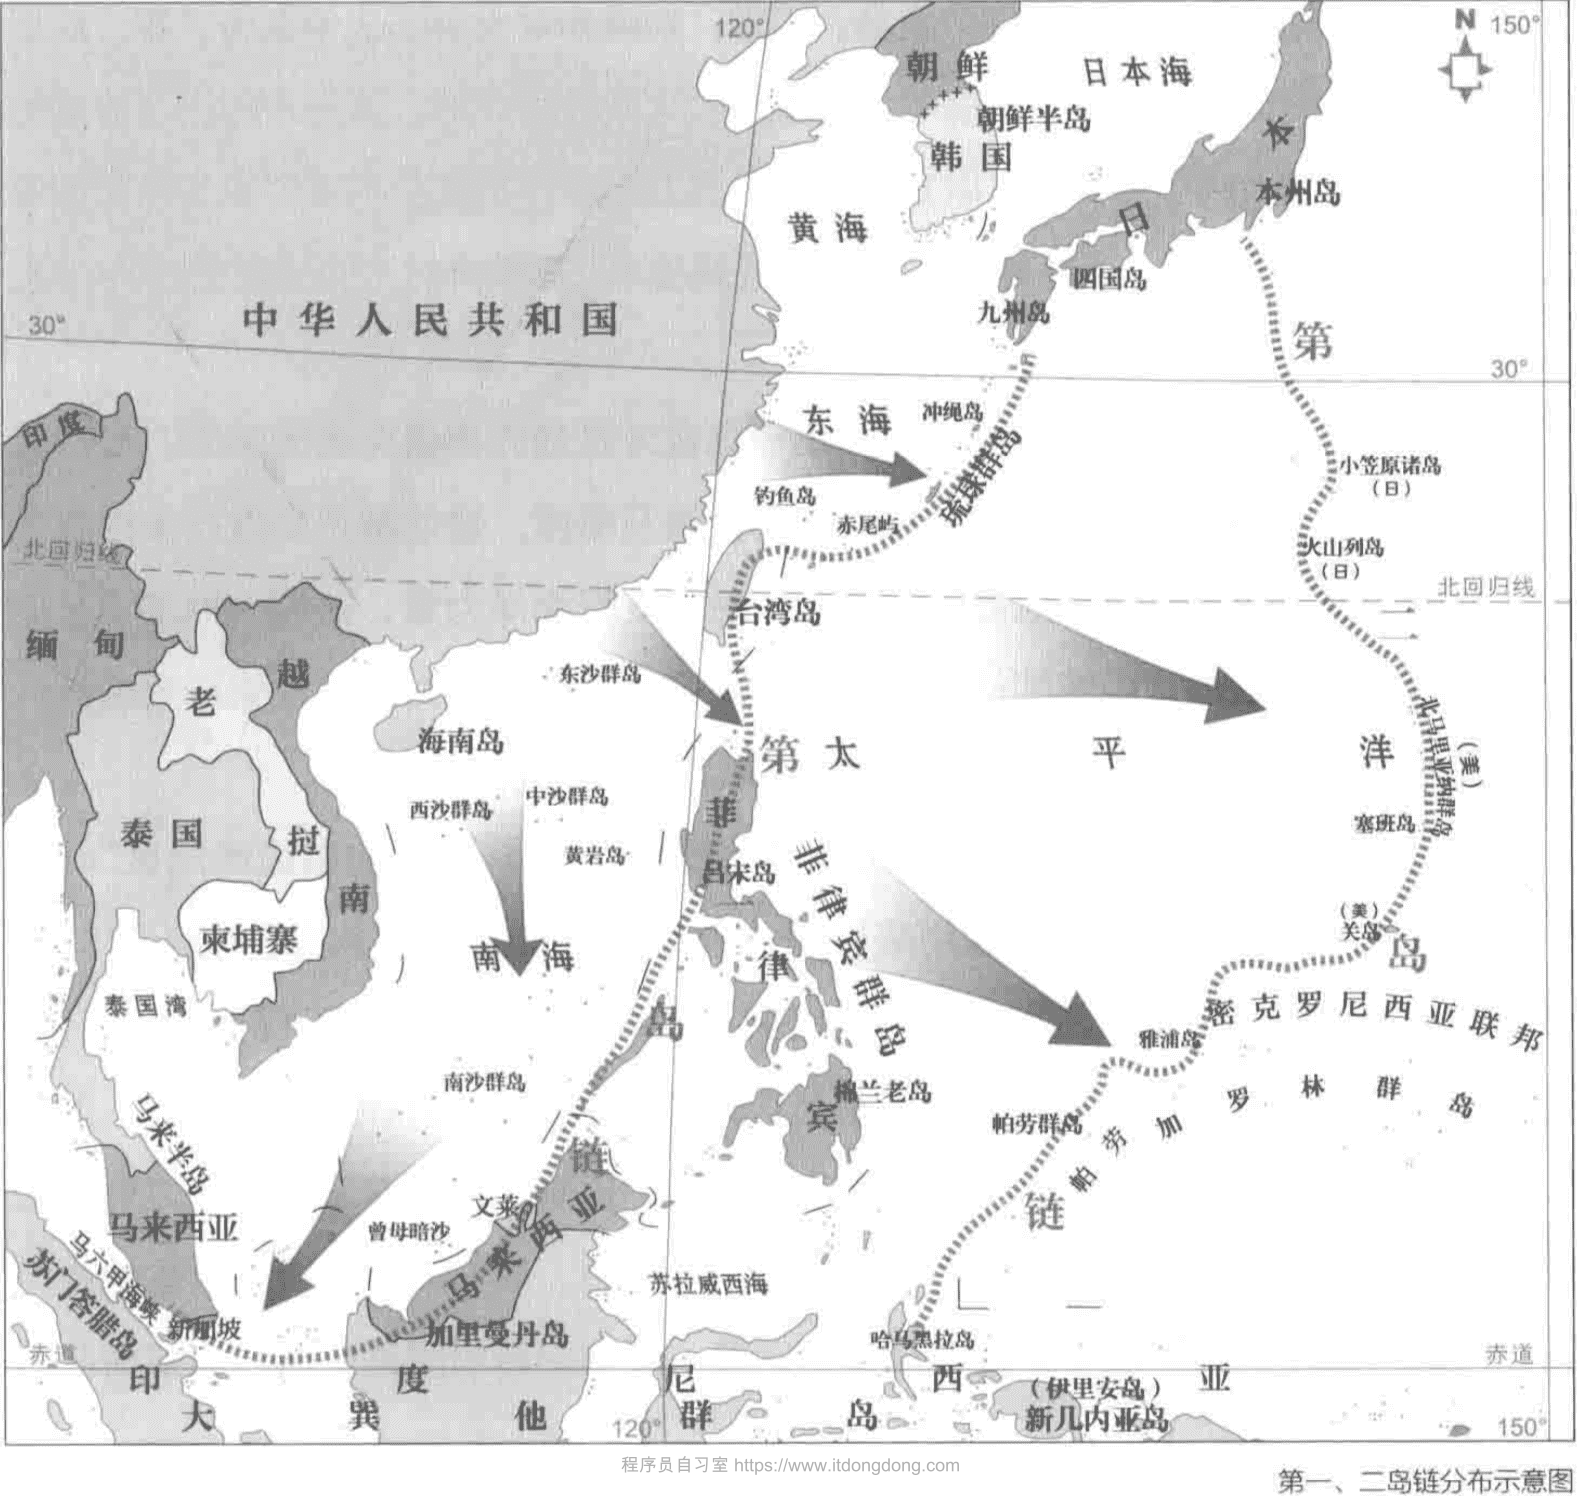 120°
N
150°
朝鲜
日本海
朝鲜半岛
韩国
本
本州岛
黄海
日
四国岛
九州岛
中华人民共和国
30°
第
30°
印度
东海
冲绳岛
琉球群岛
小笠原诸岛
（日）
钓鱼岛
赤尾屿
北回归线
火山列岛
（日）
北回归线
二
缅甸
台湾岛
越
老
东沙群岛
海南岛
第
太平洋
北马里亚纳群岛
（美）
西沙群岛
中沙群岛
菲
塞班岛
泰国
挝
黄岩岛
吕宋岛
菲律宾群岛
南
（美）
关岛
柬埔寨
南海
律
岛
泰国湾
岛
密克罗尼西亚联邦
雅浦岛
南沙群岛
棉兰老岛
宾
帕劳群岛
帕劳加罗林群岛
马来半岛
链
链
文莱
马来西亚
马来西亚
曾母暗沙
马六甲海峡
苏门答腊岛
苏拉威西海
新加坡
加里曼丹岛
哈马黑拉岛
赤道
赤道
印度尼西亚
（伊里安岛）
新几内亚岛
大巽他群岛
120°
150°
程序员自习室 https://www.itdongdong.com
第一、二岛链分布示意图